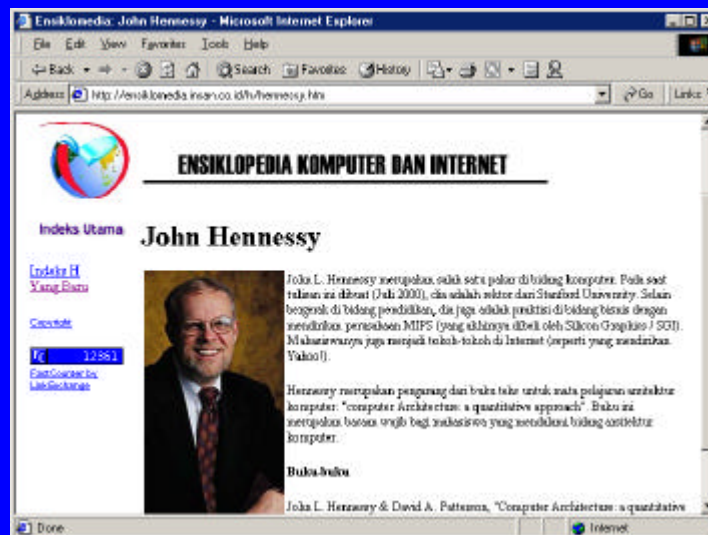 Ensiklomedia: John Hennessy - Microsoft Internet Explorer
File Edit View Favorites Tools Help
Back Search Favorites History
Address http://ensiklomedia.insan.co.id/h/hennessy.htm Go Links
ENSIKLOPEDIA KOMPUTER DAN INTERNET
Indeks Utama
Indeks H
Yang Baru
Copyright
12361
FastCounter by
LinkExchange
John Hennessy
John L. Hennessy merupakan salah satu pakar di bidang komputer. Pada saat
tulisan ini dibuat (Juli 2000), dia adalah rektor dari Stanford University. Selain
bergerak di bidang pendidikan, dia juga adalah praktisi di bidang bisnis dengan
mendirikan perusahaan MIPS (yang akhirnya dibeli oleh Silicon Graphics / SGI).
Mahasiswanya juga menjadi tokoh-tokoh di Internet (seperti yang mendirikan
Yahoo!).
Hennessy merupakan pengarang dari buku teks untuk mata pelajaran arsitektur
komputer: "computer Architecture: a quantitative approach". Buku ini
merupakan bacaan wajib bagi mahasiswa yang mendalami bidang arsitektur
komputer.
Buku-buku
John L. Hennessy & David A. Patterson, "Computer Architecture: a quantitative
Done Internet